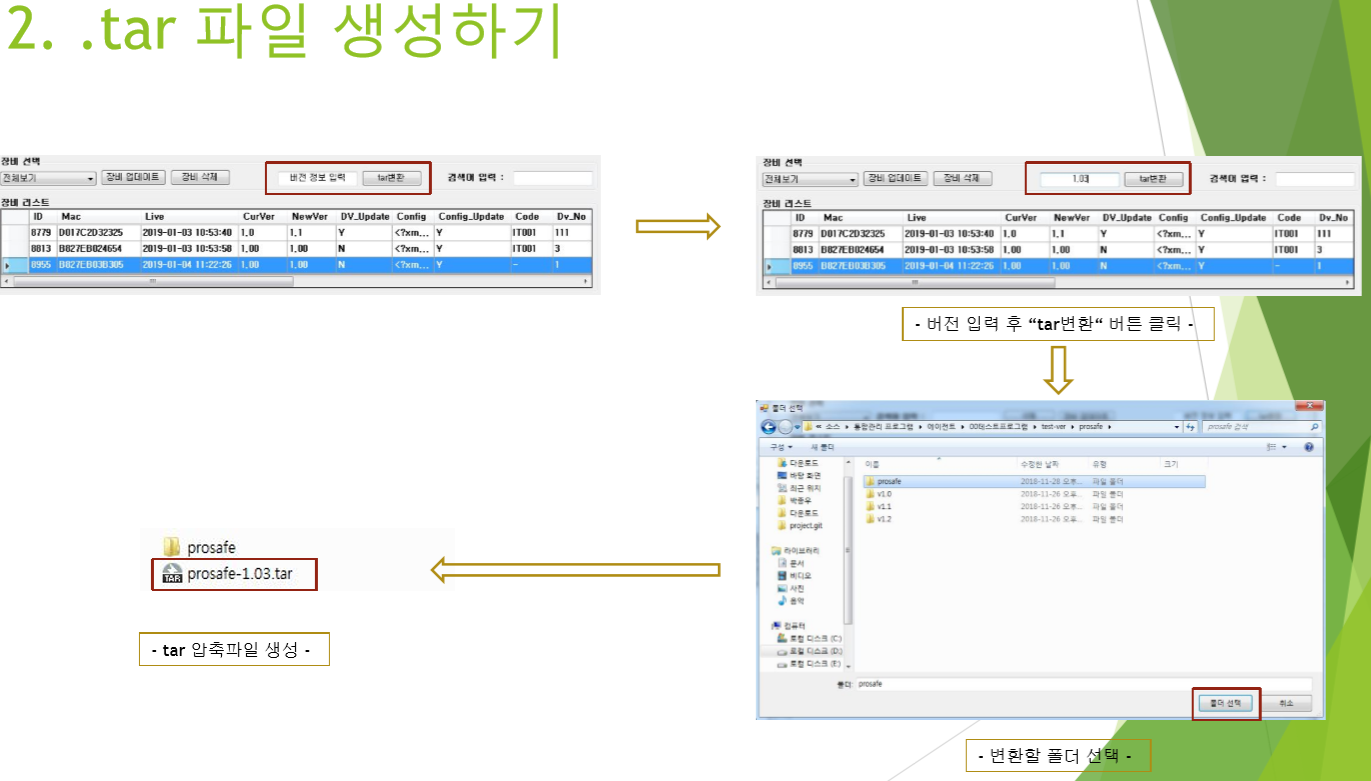 2. .tar 파일 생성하기
장비 선택
전체보기 장비 업데이트 장비 삭제 버전 정보 입력 tar변환 검색어 입력 :
장비 리스트
ID Mac Live CurVer NewVer DV_Update Config Config_Update Code Dv_No
8779 D017C2D32325 2019-01-03 10:53:40 1.0 1.1 Y <?xm... Y IT001 111
8813 B827EB024654 2019-01-03 10:53:58 1.00 1.00 N <?xm... Y IT001 3
8955 B827EB03B305 2019-01-04 11:22:26 1.00 1.00 N <?xm... Y - 1
장비 선택
전체보기 장비 업데이트 장비 삭제 1.03 tar변환 검색어 입력 :
장비 리스트
ID Mac Live CurVer NewVer DV_Update Config Config_Update Code Dv_No
8779 D017C2D32325 2019-01-03 10:53:40 1.0 1.1 Y <?xm... Y IT001 111
8813 B827EB024654 2019-01-03 10:53:58 1.00 1.00 N <?xm... Y IT001 3
8955 B827EB03B305 2019-01-04 11:22:26 1.00 1.00 N <?xm... Y - 1
- 버전 입력 후 “tar변환“ 버튼 클릭 -
폴더 선택
« 소스 ▸ 통합관리 프로그램 ▸ 에이전트 ▸ 00테스트프로그램 ▸ test-ver ▸ prosafe ▸ prosafe 검색
구성 새 폴더
이름 수정한 날짜 유형 크기
다운로드
바탕 화면
최근 위치
박종우
다운로드
project.git
라이브러리
문서
비디오
사진
음악
컴퓨터
로컬 디스크 (C:)
로컬 디스크 (D:)
로컬 디스크 (E:)
prosafe 2018-11-28 오후... 파일 폴더
v1.0 2018-11-26 오후... 파일 폴더
v1.1 2018-11-26 오후... 파일 폴더
v1.2 2018-11-26 오후... 파일 폴더
폴더: prosafe
폴더 선택 취소
- 변환할 폴더 선택 -
prosafe
TAR prosafe-1.03.tar
- tar 압축파일 생성 -